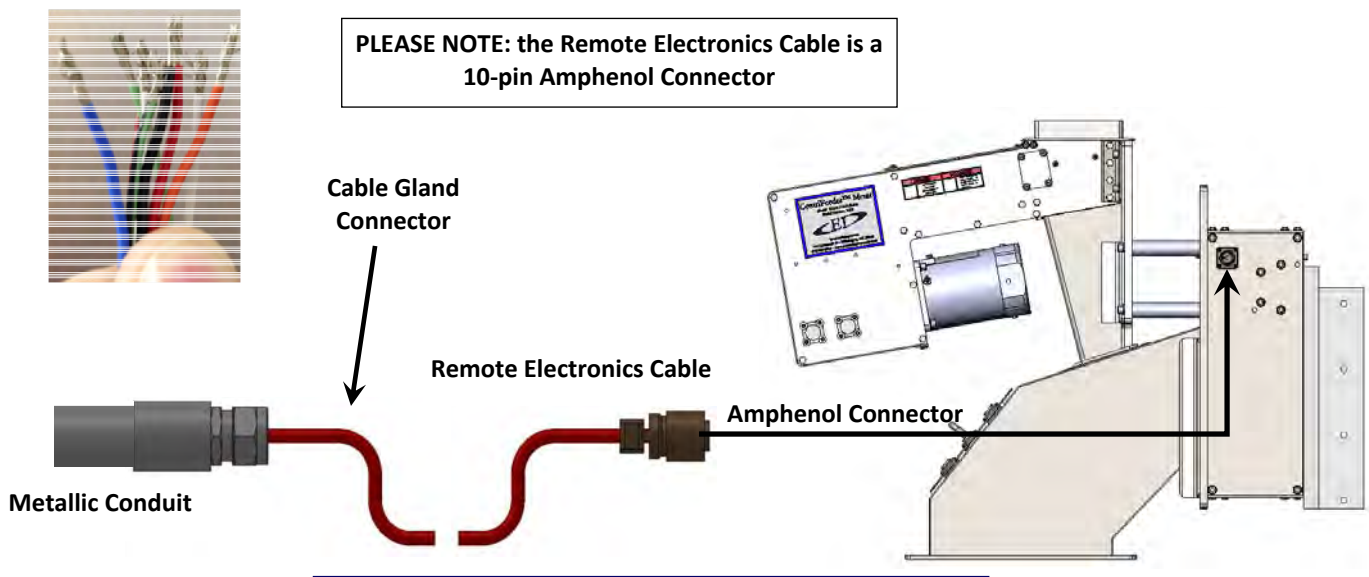 PLEASE NOTE: the Remote Electronics Cable is a
10-pin Amphenol Connector
Cable Gland
Connector
Remote Electronics Cable
Amphenol Connector
Metallic Conduit
CEI